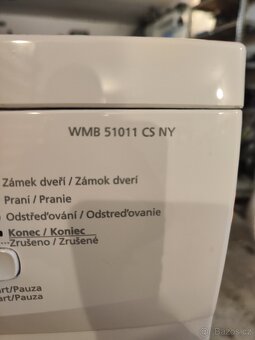 WMB 51011 CS NY
Zámek dveří / Zámok dverí
Praní / Pranie
Odstřeďování / Odstreďovanie
Konec / Koniec
Zrušeno / Zrušené
art/Pauza
art/Pauza